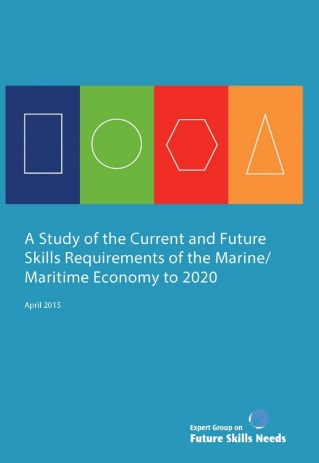 A Study of the Current and Future
Skills Requirements of the Marine/
Maritime Economy to 2020
April 2015
Expert Group on
Future Skills Needs